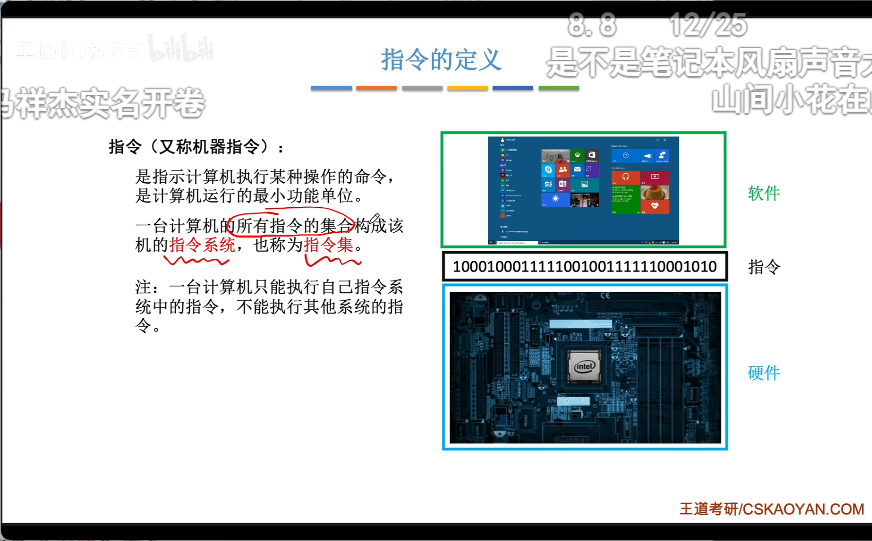 8.8 12/25
指令的定义
是不是笔记本风扇声音大
山间小花在
马祥杰实名开卷
bilibili
指令（又称机器指令）：
是指示计算机执行某种操作的命令，
是计算机运行的最小功能单位。
一台计算机的所有指令的集合构成该
机的指令系统，也称为指令集。
注：一台计算机只能执行自己指令系
统中的指令，不能执行其他系统的指
令。
软件
10001000111110010011111110001010
指令
intel
硬件
王道考研/CSKAOYAN.COM